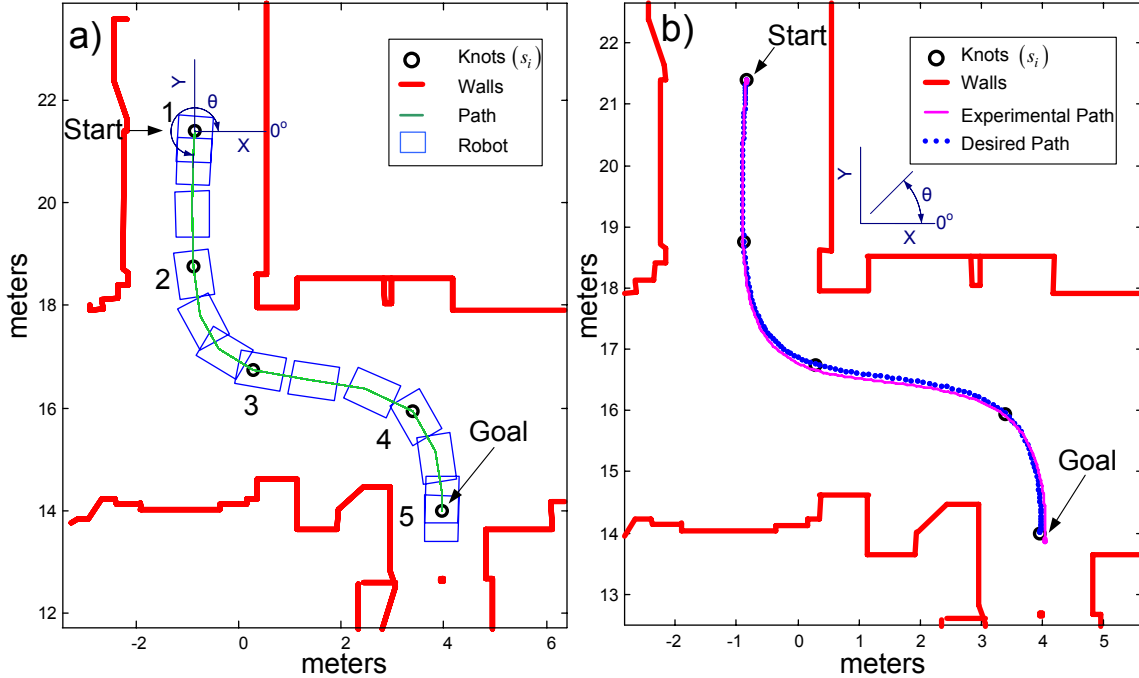 a)
Knots (s_i)
Walls
Path
Robot
Start
1
Y
θ
X
0°
2
3
4
5
Goal
22
20
18
16
14
12
meters
-2
0
2
4
6
meters
b)
Start
Knots (s_i)
Walls
Experimental Path
Desired Path
Y
θ
X
0°
Goal
22
21
20
19
18
17
16
15
14
13
meters
-2
-1
0
1
2
3
4
5
meters